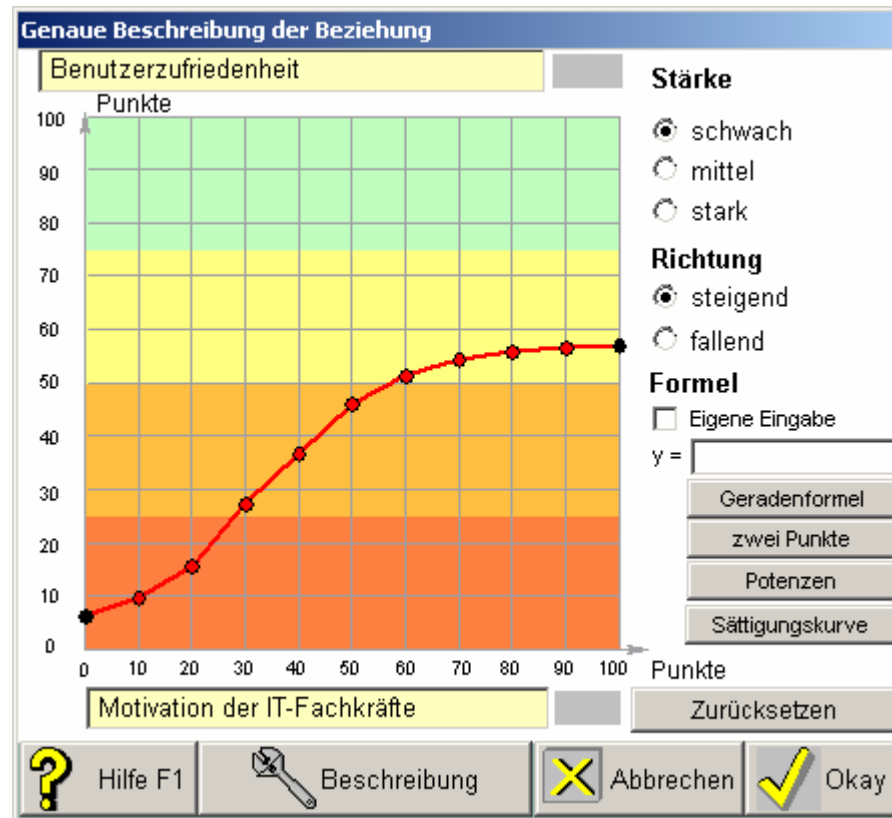 Genaue Beschreibung der Beziehung
Benutzerzufriedenheit
Punkte
100
90
80
70
60
50
40
30
20
10
0
0 10 20 30 40 50 60 70 80 90 100
Punkte
Motivation der IT-Fachkräfte
Stärke
schwach
mittel
stark
Richtung
steigend
fallend
Formel
Eigene Eingabe
y =
Geradenformel
zwei Punkte
Potenzen
Sättigungskurve
Zurücksetzen
? Hilfe F1
Beschreibung
Abbrechen
Okay